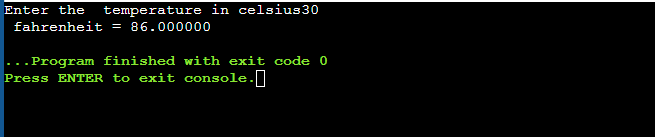 Enter the  temperature in celsius30
 fahrenheit = 86.000000
...Program finished with exit code 0
Press ENTER to exit console.